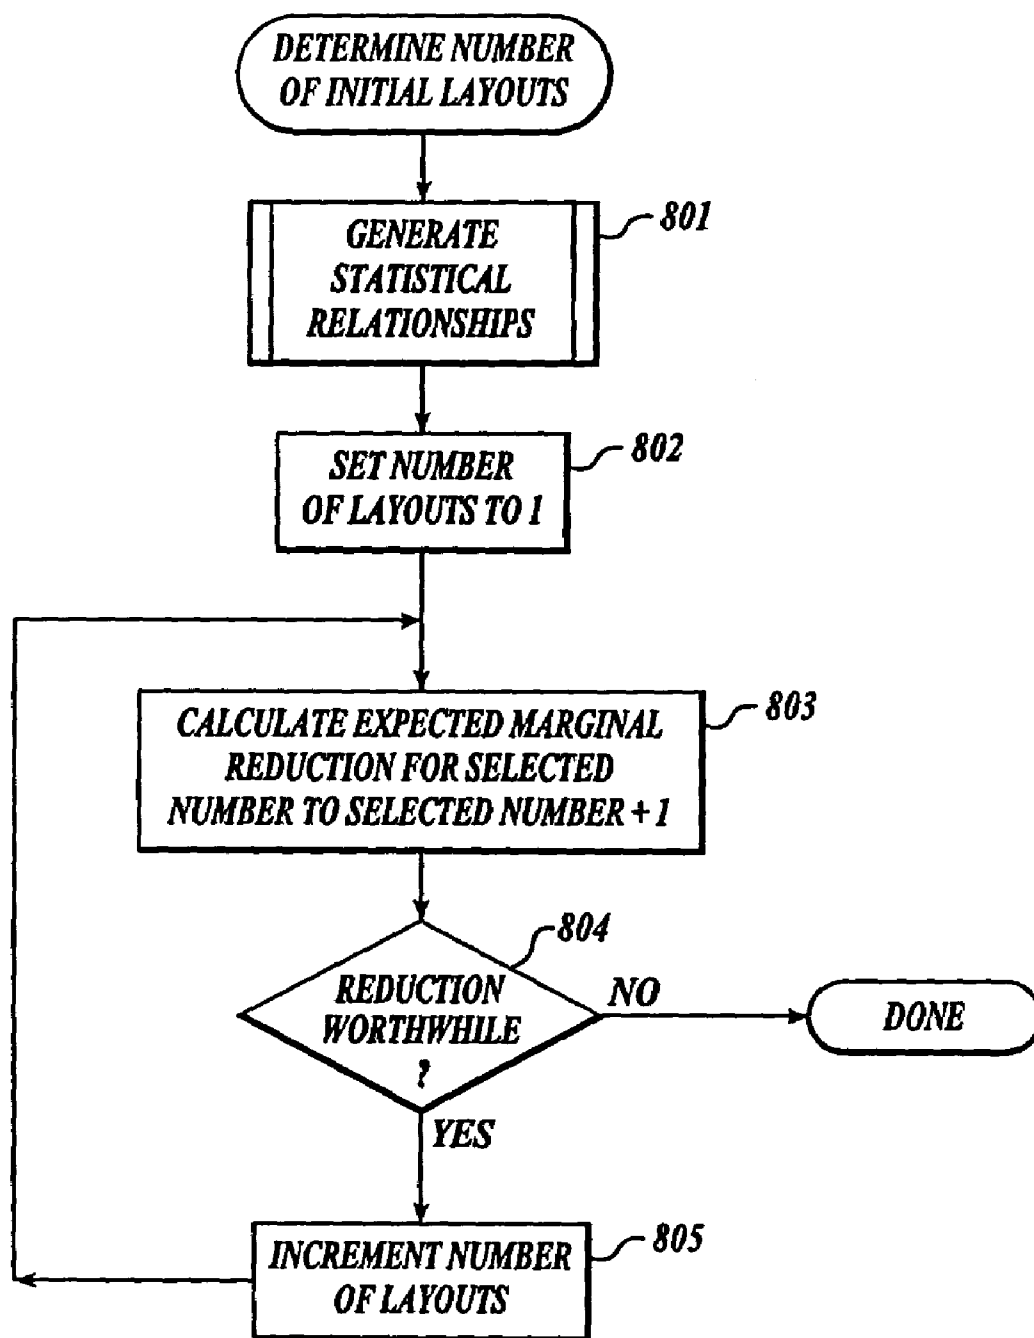 DETERMINE NUMBER
OF INITIAL LAYOUTS
801
GENERATE
STATISTICAL
RELATIONSHIPS
802
SET NUMBER
OF LAYOUTS TO 1
803
CALCULATE EXPECTED MARGINAL
REDUCTION FOR SELECTED
NUMBER TO SELECTED NUMBER + 1
804
REDUCTION
WORTHWHILE
?
NO
DONE
YES
805
INCREMENT NUMBER
OF LAYOUTS